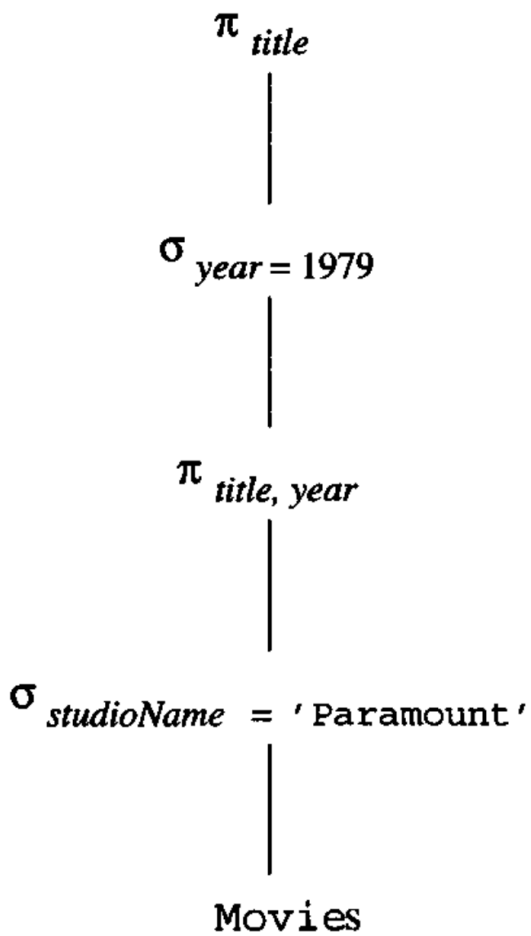 π title
σ year = 1979
π title, year
σ studioName = 'Paramount'
Movies